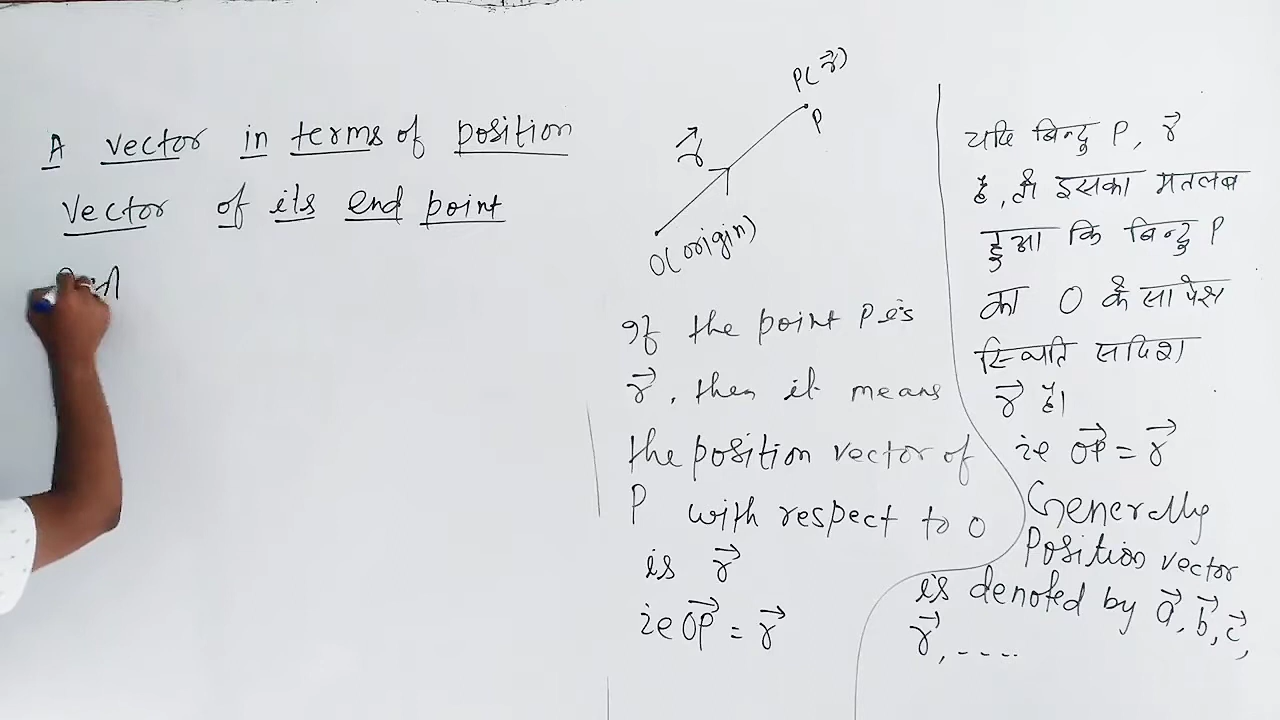 A vector in terms of position
vector of its end point
P(r⃗)
P
r⃗
O(origin)
If the point P is
r⃗, then it means
the position vector of
P with respect to O
is r⃗
ie OP⃗ = r⃗
यदि बिन्दु P, r⃗
है, तो इसका मतलब
हुआ कि बिन्दु P
का O के सापेक्ष
स्थिति सदिश
r⃗ है।
ie OP⃗ = r⃗
Generally
Position vector
is denoted by a⃗, b⃗, c⃗,
r⃗, ----